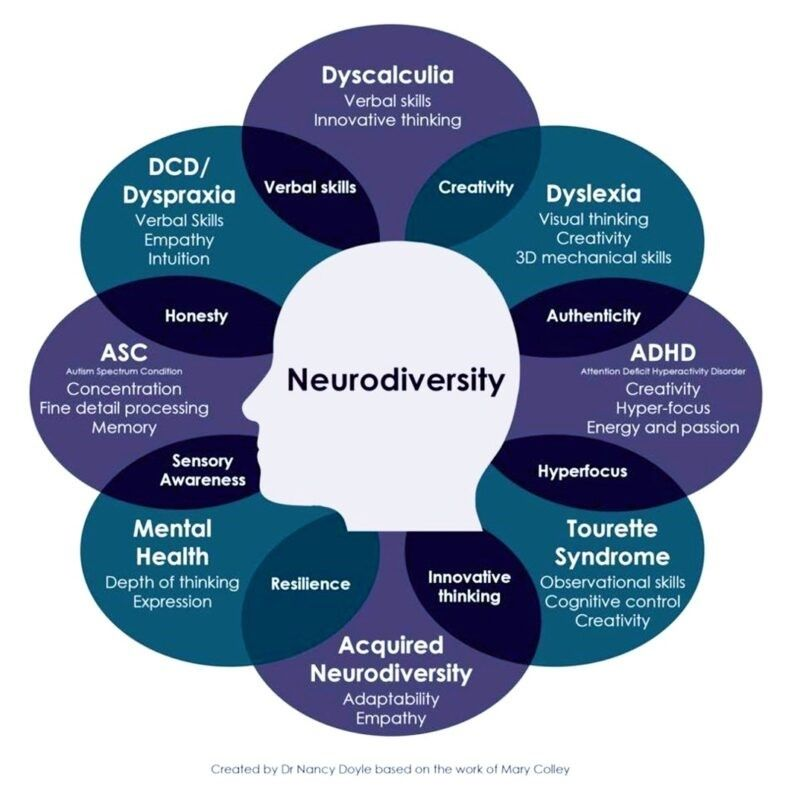 Dyscalculia
Verbal skills
Innovative thinking
Verbal skills
Creativity
DCD/
Dyspraxia
Verbal Skills
Empathy
Intuition
Dyslexia
Visual thinking
Creativity
3D mechanical skills
Honesty
Authenticity
ASC
Autism Spectrum Condition
Concentration
Fine detail processing
Memory
Neurodiversity
ADHD
Attention Deficit Hyperactivity Disorder
Creativity
Hyper-focus
Energy and passion
Sensory
Awareness
Hyperfocus
Mental
Health
Depth of thinking
Expression
Resilience
Innovative
thinking
Tourette
Syndrome
Observational skills
Cognitive control
Creativity
Acquired
Neurodiversity
Adaptability
Empathy
Created by Dr Nancy Doyle based on the work of Mary Colley